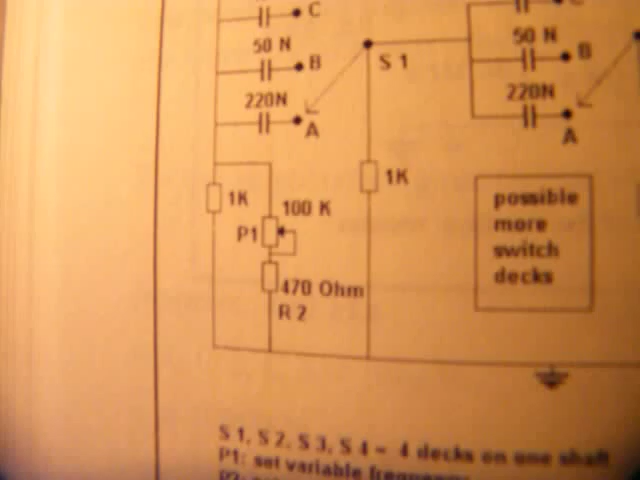 C
50 N
B
S 1
220N
A
50 N
B
220N
A
1K
100 K
P1
1K
470 Ohm
R 2
possible
more
switch
decks
S 1, S 2, S 3, S 4 = 4 decks on one shaft
P1: set variable frequency